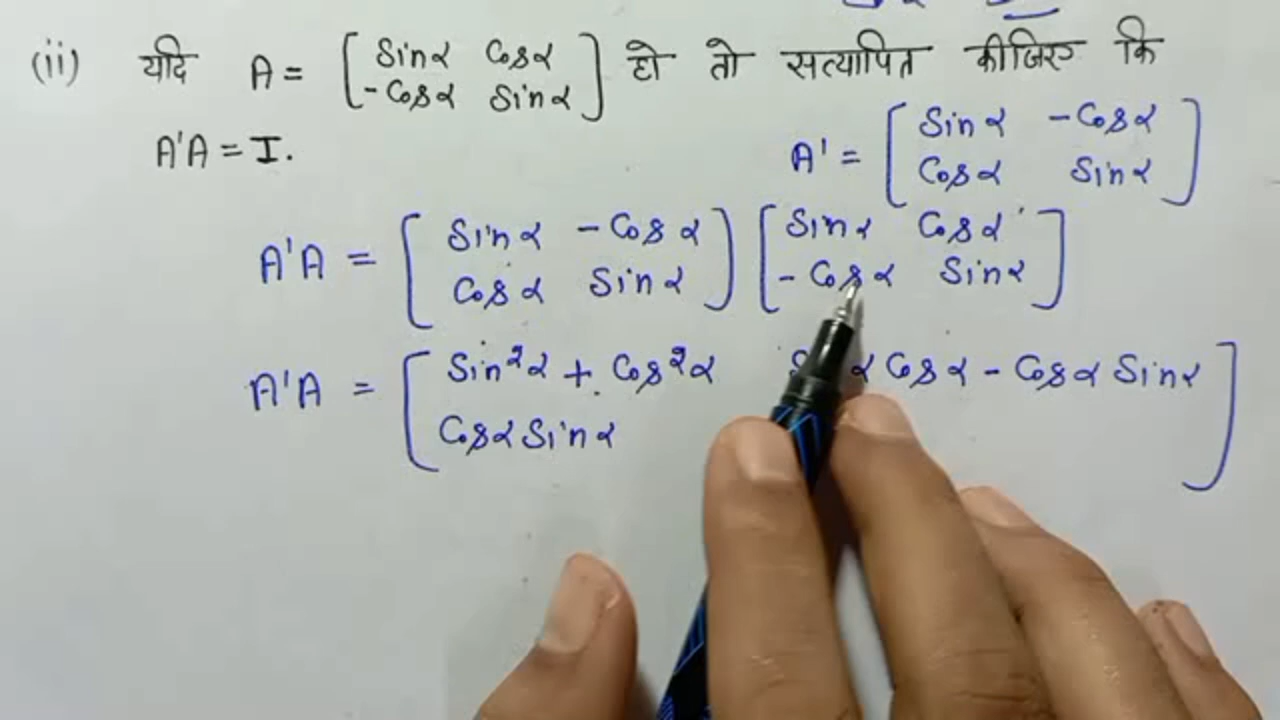 (ii) यदि A = [ Sinα Cosα
-Cosα Sinα ] हो तो सत्यापित कीजिए कि
A'A = I.
A' = [ Sinα -Cosα
Cosα Sinα ]
A'A = [ Sinα -Cosα
Cosα Sinα ] [ Sinα Cosα
-Cosα Sinα ]
A'A = [ Sin²α + Cos²α Cosα - Cosα Sinα
Cosα Sinα ]